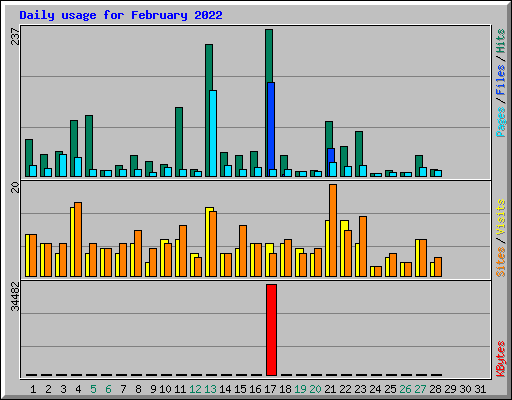 Daily usage for February 2022
237
Pages / Files / Hits
20
Sites / Visits
34482
KBytes
1 2 3 4 5 6 7 8 9 10 11 12 13 14 15 16 17 18 19 20 21 22 23 24 25 26 27 28 29 30 31